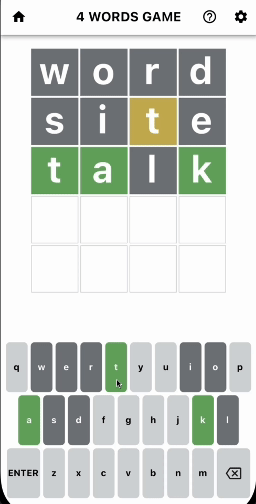 4 WORDS GAME
w o r d
s i t e
t a l k
q w e r t y u i o p
a s d f g h j k l
ENTER z x c v b n m